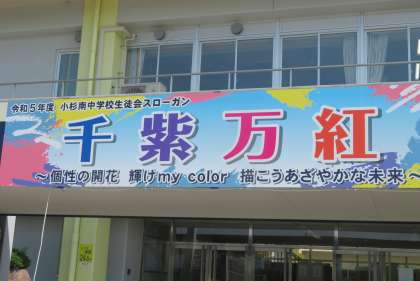 令和5年度 小杉南中学校生徒会スローガン
千紫万紅
～個性の開花 輝けmy color 描こうあざやかな未来～